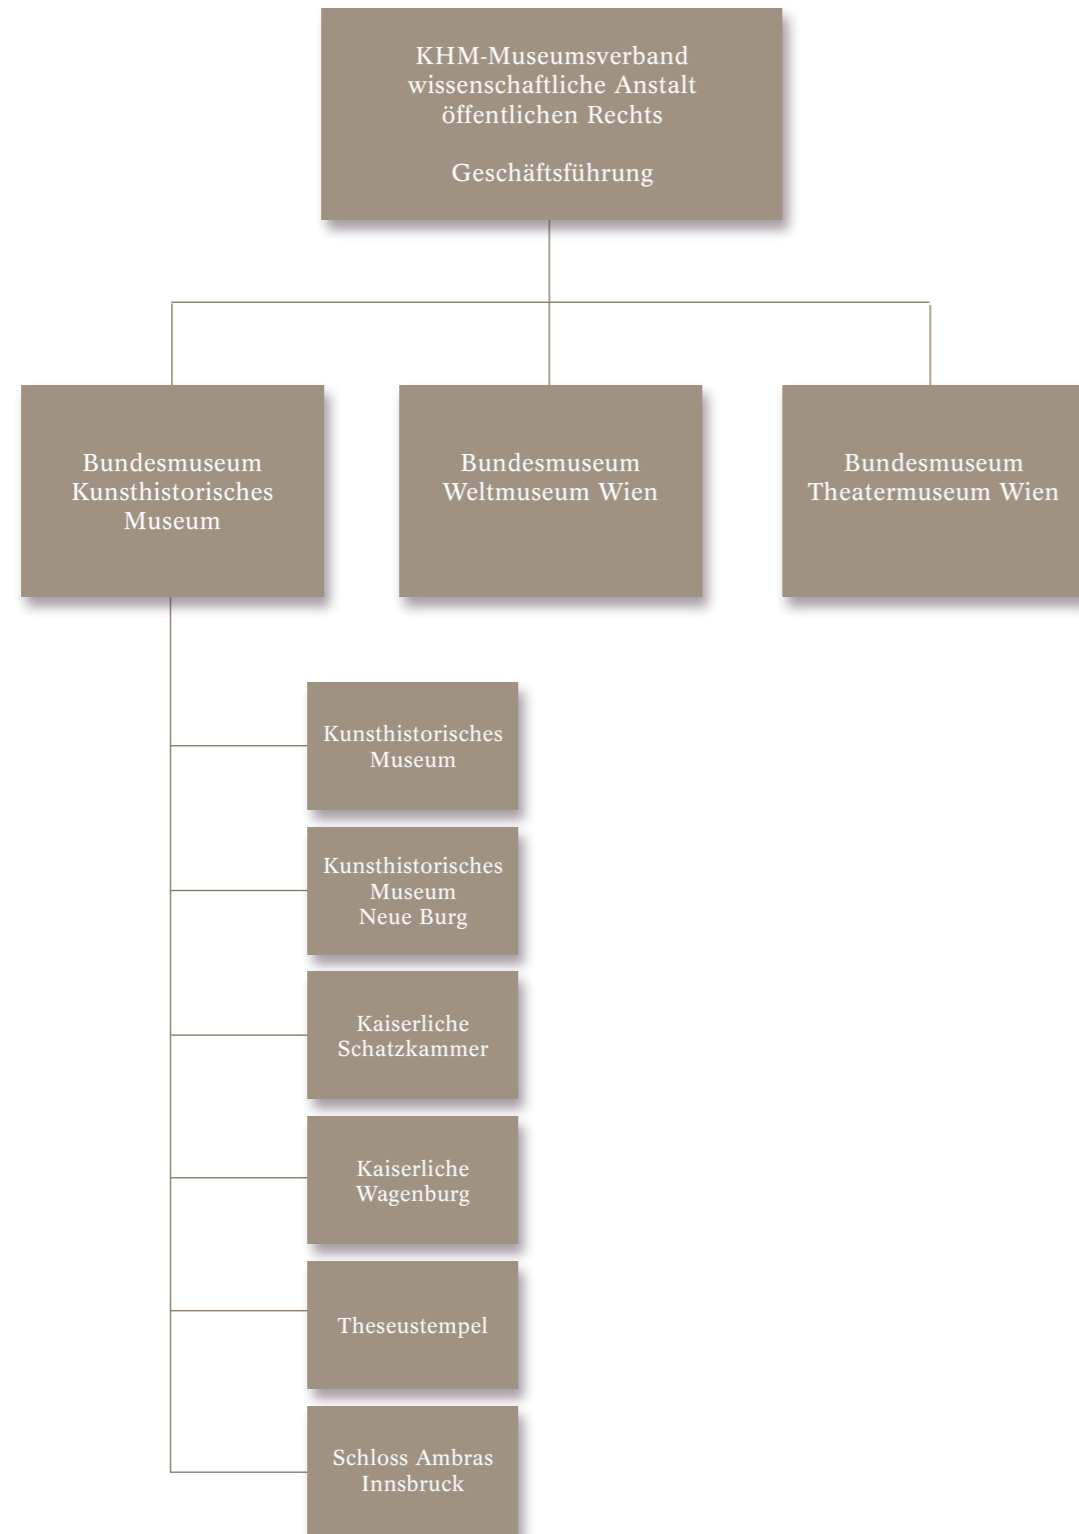 KHM-Museumsverband
wissenschaftliche Anstalt
öffentlichen Rechts
Geschäftsführung
Bundesmuseum
Kunsthistorisches
Museum
Bundesmuseum
Weltmuseum Wien
Bundesmuseum
Theatermuseum Wien
Kunsthistorisches
Museum
Kunsthistorisches
Museum
Neue Burg
Kaiserliche
Schatzkammer
Kaiserliche
Wagenburg
Theseustempel
Schloss Ambras
Innsbruck